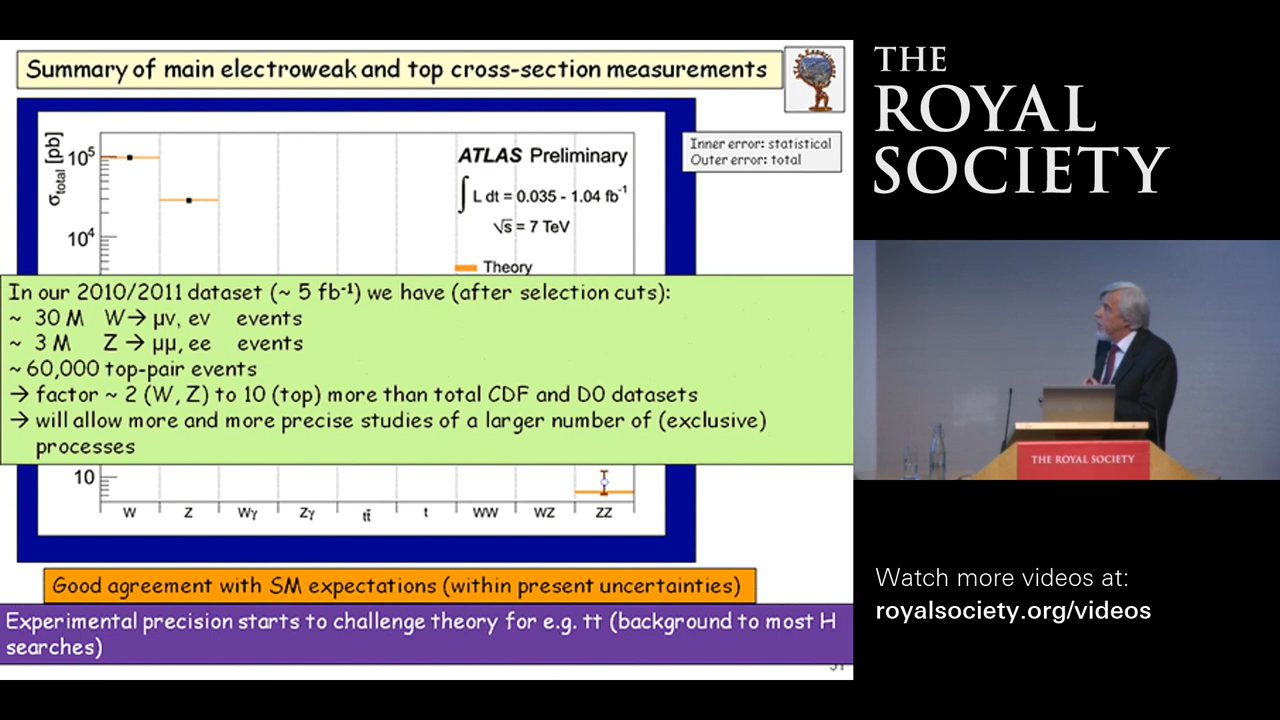 Summary of main electroweak and top cross-section measurements
Inner error: statistical
Outer error: total
σtotal [pb]
10⁵
10⁴
10
ATLAS Preliminary
∫ L dt = 0.035 - 1.04 fb⁻¹
√s = 7 TeV
Theory
In our 2010/2011 dataset (~ 5 fb⁻¹) we have (after selection cuts):
~ 30 M W→ μν, eν events
~ 3 M Z → μμ, ee events
~ 60,000 top-pair events
→ factor ~ 2 (W, Z) to 10 (top) more than total CDF and D0 datasets
→ will allow more and more precise studies of a larger number of (exclusive)
processes
W Z Wγ Zγ tt̄ t WW WZ ZZ
Good agreement with SM expectations (within present uncertainties)
Experimental precision starts to challenge theory for e.g. tt (background to most H
searches)
THE
ROYAL
SOCIETY
THE ROYAL SOCIETY
Watch more videos at:
royalsociety.org/videos